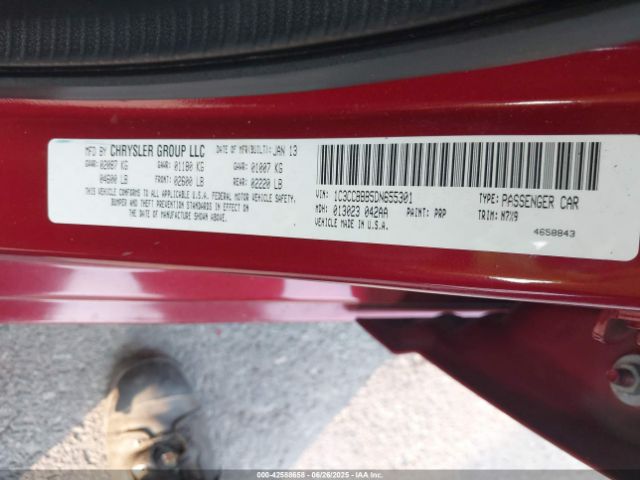 MFD BY CHRYSLER GROUP LLC DATE OF MFR(BUILT): JAN 13
GVWR: 02087 KG GAWR: 01180 KG GAWR: 01007 KG
04600 LB FRONT: 02600 LB REAR: 02220 LB
THIS VEHICLE CONFORMS TO ALL APPLICABLE U.S.A. FEDERAL MOTOR VEHICLE SAFETY,
BUMPER, AND THEFT PREVENTION STANDARDS IN EFFECT ON
THE DATE OF MANUFACTURE SHOWN ABOVE.
VIN: 1C3CCBBB5DN655301 TYPE: PASSENGER CAR
MDH: 013023 042AA PAINT: PRP TRIM: M7X9
VEHICLE MADE IN U.S.A.
4658843
000-42588658 - 06/26/2025 - IAA Inc.